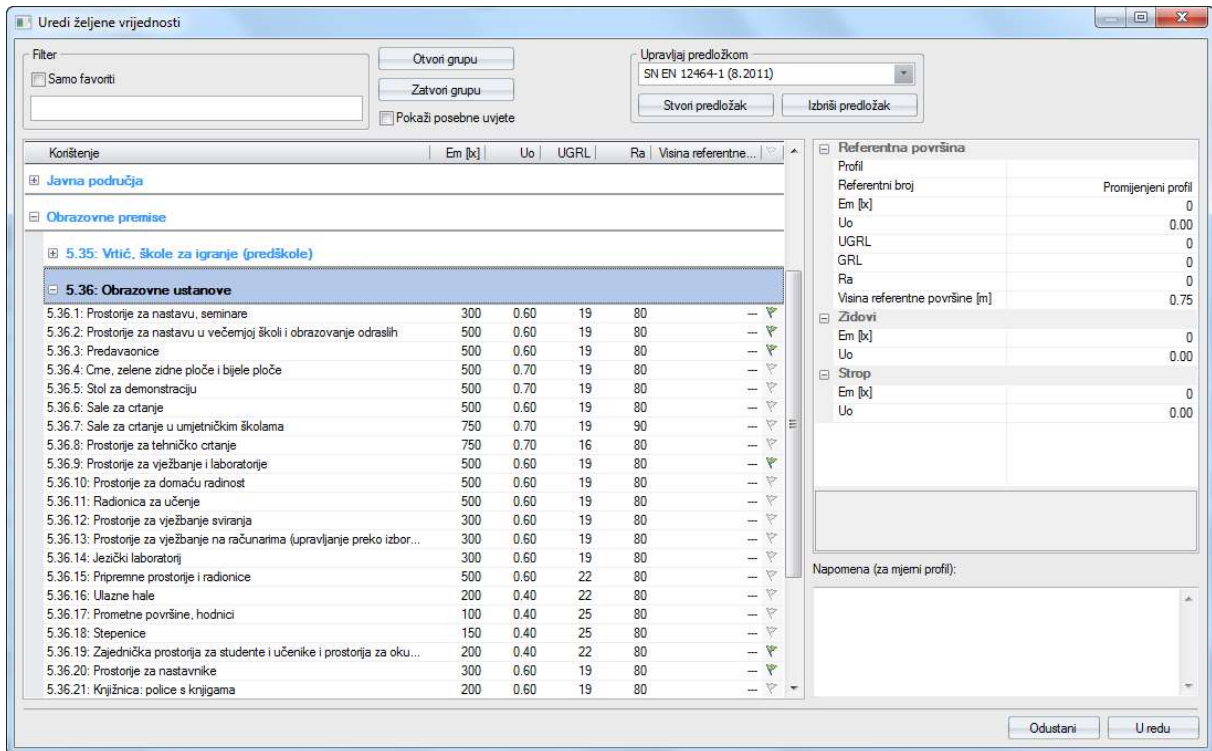 Uredi željene vrijednosti
Filter
Samo favoriti
Otvori grupu
Zatvori grupu
Pokaži posebne uvjete
Upravljaj predložkom
SN EN 12464-1 (8.2011)
Stvori predložak Izbriši predložak
Korištenje Em [lx] Uo UGRL Ra Visina referentne...
Javna područja
Obrazovne premise
5.35: Vrtić, škole za igranje (predškole)
5.36: Obrazovne ustanove
5.36.1: Prostorije za nastavu, seminare 300 0.60 19 80 ---
5.36.2: Prostorije za nastavu u večernjoj školi i obrazovanje odraslih 500 0.60 19 80 ---
5.36.3: Predavaonice 500 0.60 19 80 ---
5.36.4: Crne, zelene zidne ploče i bijele ploče 500 0.70 19 80 ---
5.36.5: Stol za demonstraciju 500 0.70 19 80 ---
5.36.6: Sale za crtanje 500 0.60 19 80 ---
5.36.7: Sale za crtanje u umjetničkim školama 750 0.70 19 90 ---
5.36.8: Prostorije za tehničko crtanje 750 0.70 16 80 ---
5.36.9: Prostorije za vježbanje i laboratorije 500 0.60 19 80 ---
5.36.10: Prostorije za domaću radinost 500 0.60 19 80 ---
5.36.11: Radionica za učenje 500 0.60 19 80 ---
5.36.12: Prostorije za vježbanje sviranja 300 0.60 19 80 ---
5.36.13: Prostorije za vježbanje na računarima (upravljanje preko izbor... 300 0.60 19 80 ---
5.36.14: Jezički laboratorij 300 0.60 19 80 ---
5.36.15: Pripremne prostorije i radionice 500 0.60 22 80 ---
5.36.16: Ulazne hale 200 0.40 22 80 ---
5.36.17: Prometne površine, hodnici 100 0.40 25 80 ---
5.36.18: Stepenice 150 0.40 25 80 ---
5.36.19: Zajednička prostorija za studente i učenike i prostorija za oku... 200 0.40 22 80 ---
5.36.20: Prostorije za nastavnike 300 0.60 19 80 ---
5.36.21: Knjižnica: police s knjigama 200 0.60 19 80 ---
Referentna površina
Profil
Referentni broj Promijenjeni profil
Em [lx] 0
Uo 0.00
UGRL 0
GRL 0
Ra 0
Visina referentne površine [m] 0.75
Zidovi
Em [lx] 0
Uo 0.00
Strop
Em [lx] 0
Uo 0.00
Napomena (za mjerni profil):
Odustani U redu